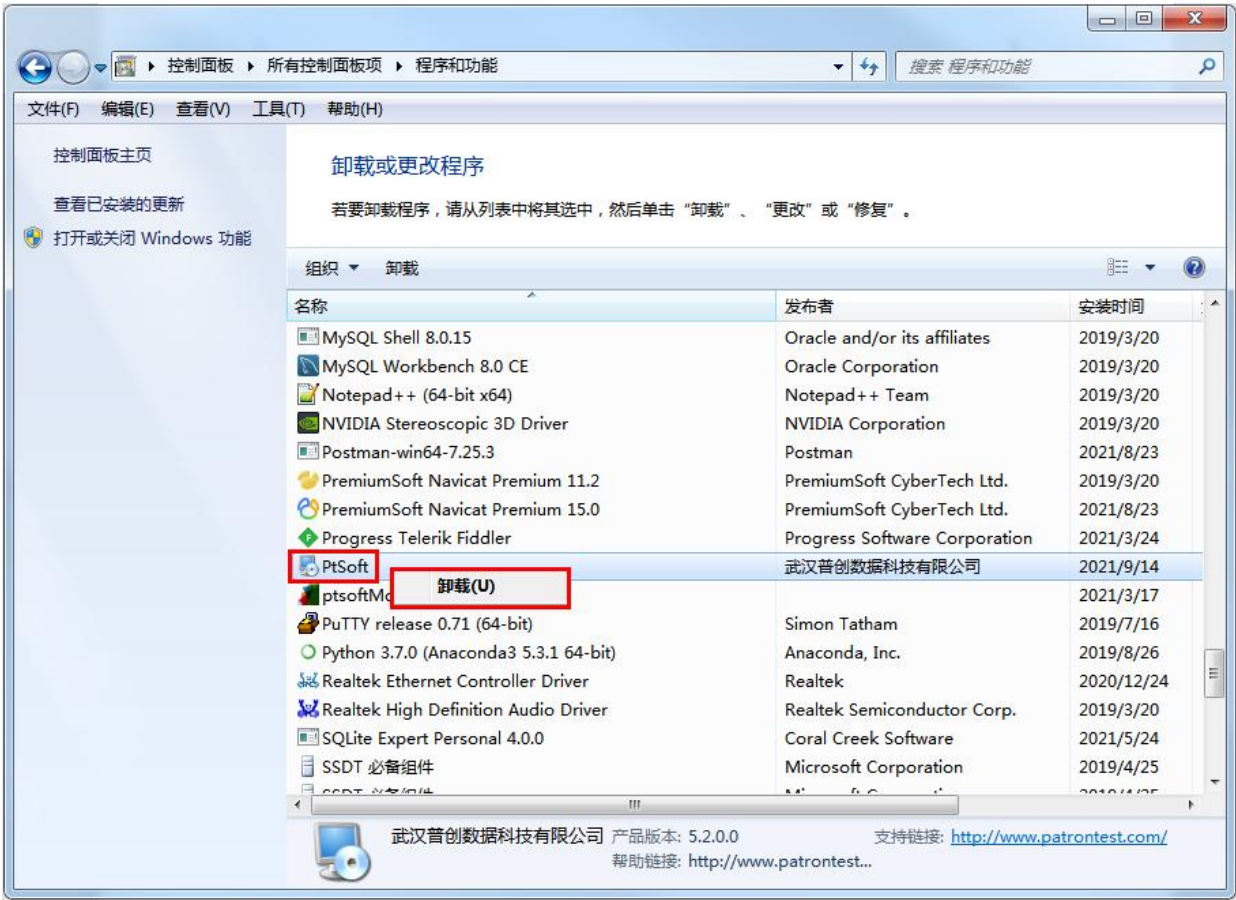 控制面板 所有控制面板项 程序和功能 搜索 程序和功能
文件(F) 编辑(E) 查看(V) 工具(T) 帮助(H)
控制面板主页
查看已安装的更新
打开或关闭 Windows 功能
卸载或更改程序
若要卸载程序，请从列表中将其选中，然后单击“卸载”、“更改”或“修复”。
组织 卸载
名称 发布者 安装时间
MySQL Shell 8.0.15 Oracle and/or its affiliates 2019/3/20
MySQL Workbench 8.0 CE Oracle Corporation 2019/3/20
Notepad++ (64-bit x64) Notepad++ Team 2019/3/20
NVIDIA Stereoscopic 3D Driver NVIDIA Corporation 2019/3/20
Postman-win64-7.25.3 Postman 2021/8/23
PremiumSoft Navicat Premium 11.2 PremiumSoft CyberTech Ltd. 2019/3/20
PremiumSoft Navicat Premium 15.0 PremiumSoft CyberTech Ltd. 2021/8/23
Progress Telerik Fiddler Progress Software Corporation 2021/3/24
PtSoft 武汉普创数据科技有限公司 2021/9/14
卸载(U)
ptsoftMo 2021/3/17
PuTTY release 0.71 (64-bit) Simon Tatham 2019/7/16
Python 3.7.0 (Anaconda3 5.3.1 64-bit) Anaconda, Inc. 2019/8/26
Realtek Ethernet Controller Driver Realtek 2020/12/24
Realtek High Definition Audio Driver Realtek Semiconductor Corp. 2019/3/20
SQLite Expert Personal 4.0.0 Coral Creek Software 2021/5/24
SSDT 必备组件 Microsoft Corporation 2019/4/25
武汉普创数据科技有限公司 产品版本: 5.2.0.0 支持链接: http://www.patrontest.com/
帮助链接: http://www.patrontest...